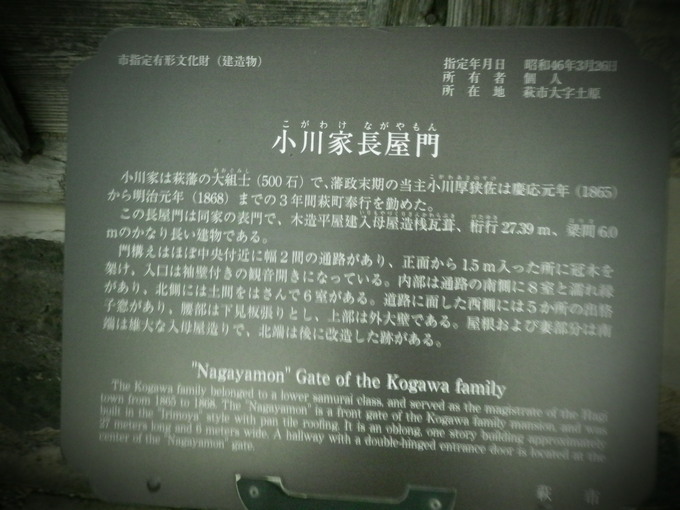 市指定有形文化財（建造物）
指定年月日 昭和46年3月26日
所有者 個人
所在地 萩市大字土原
こがわけ ながやもん
小川家長屋門
小川家は萩藩の大組士（500石）で、藩政末期の当主小川厚狭佐は慶応元年（1865）
から明治元年（1868）までの3年間萩町奉行を勤めた。
この長屋門は同家の表門で、木造平屋建入母屋造桟瓦葺、桁行27.39m、梁間6.0
mのかなり長い建物である。
門構えはほぼ中央付近に幅2間の通路があり、正面から1.5m入った所に冠木を
架け、入口は袖壁付きの観音開きになっている。内部は通路の南側に8室と濡れ縁
があり、北側には土間をはさんで6室がある。道路に面した西側には5か所の出格
子窓があり、腰部は下見板張りとし、上部は外大壁である。屋根および妻部分は南
端は雄大な入母屋造りで、北端は後に改造した跡がある。
"Nagayamon" Gate of the Kogawa family
The Kogawa family belonged to a lower samurai class, and served as the magistrate of the Hagi
town from 1865 to 1868. The "Nagayamon" is a front gate of the Kogawa family mansion, and was
built in the "Irimoya" style with pan tile roofing. It is an oblong, one story building approximately
27 meters long and 6 meters wide. A hallway with a double-hinged entrance door is located at the
center of the "Nagayamon" gate.
萩市